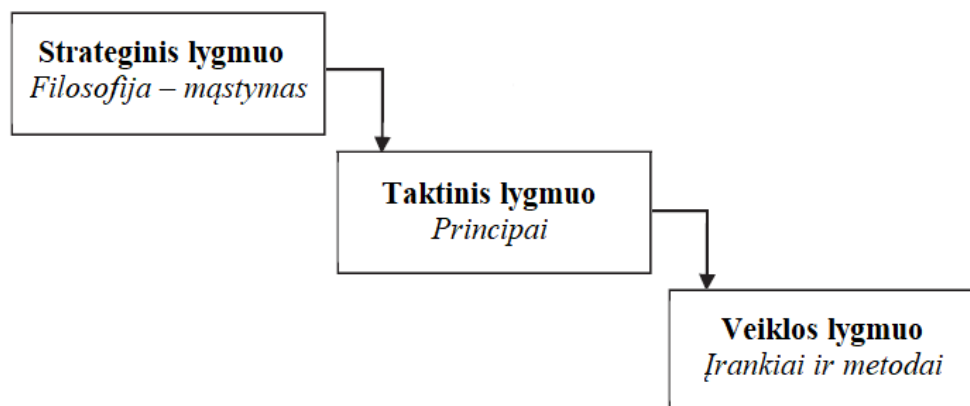 Strateginis lygmuo
Filosofija – mąstymas
Taktinis lygmuo
Principai
Veiklos lygmuo
Įrankiai ir metodai